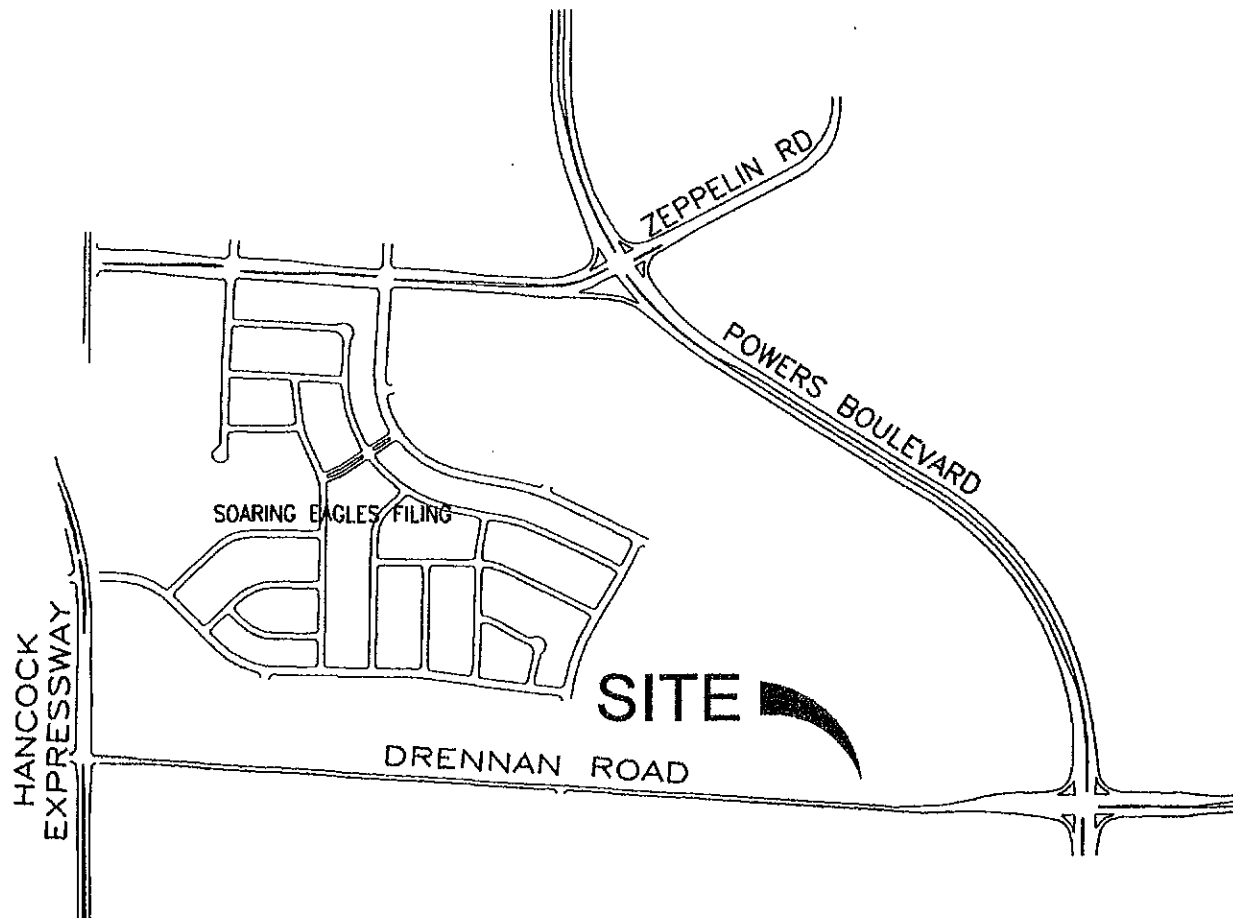 ZEPPELIN RD
POWERS BOULEVARD
SOARING EAGLES FILING
HANCOCK
EXPRESSWAY
SITE
DRENNAN ROAD